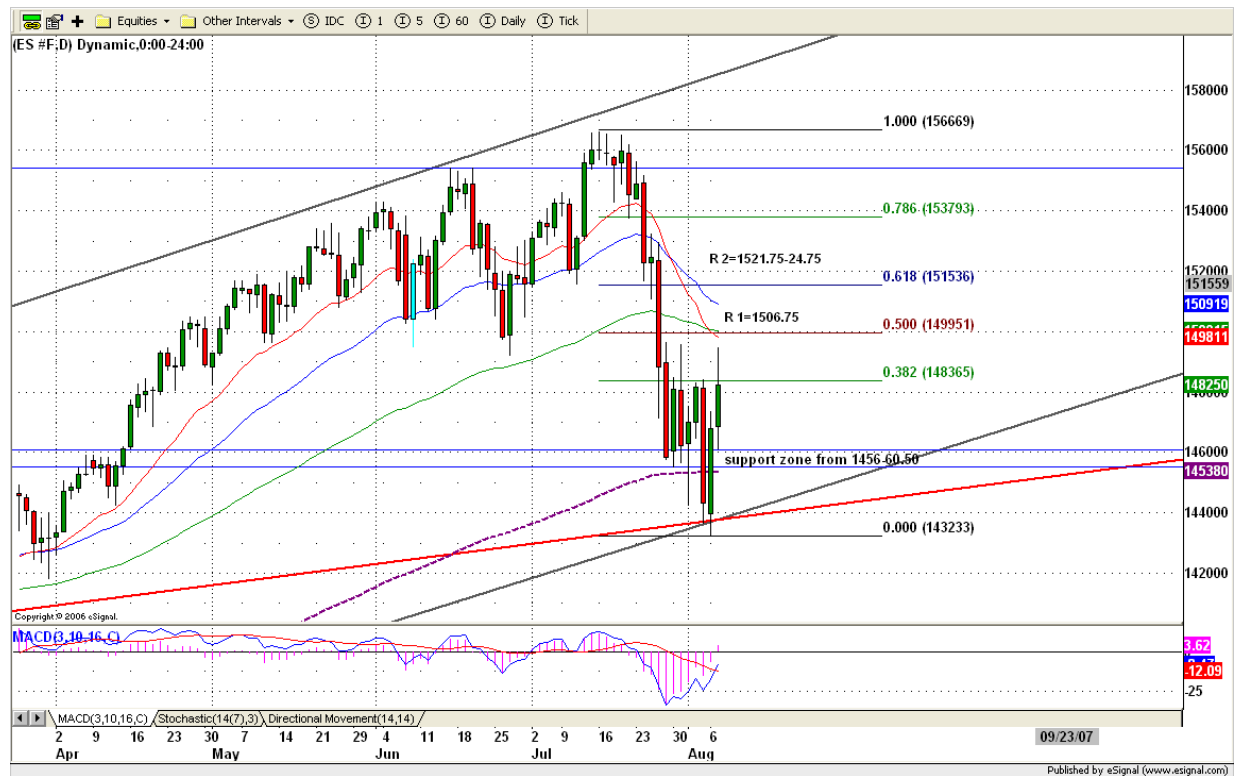 Equities Other Intervals S IDC I 1 I 5 I 60 I Daily I Tick
(ES #F,D) Dynamic,0:00-24:00
158000
1.000 (156669)
156000
0.786 (153793)
154000
R 2=1521.75-24.75
152000
0.618 (151536)
151559
150919
R 1=1506.75
0.500 (149951)
149811
0.382 (148365)
148250
148000
146000
support zone from 1456-60.50
145380
144000
0.000 (143233)
142000
Copyright © 2006 eSignal.
MACD(3,10,16,C)
3.62
-12.09
-25
MACD(3,10,16,C) Stochastic(14(7),3) Directional Movement(14,14)
2 9 16 23 30 7 14 21 29 4 11 18 25 2 9 16 23 30 6 09/23/07
Apr May Jun Jul Aug
Published by eSignal (www.esignal.com)